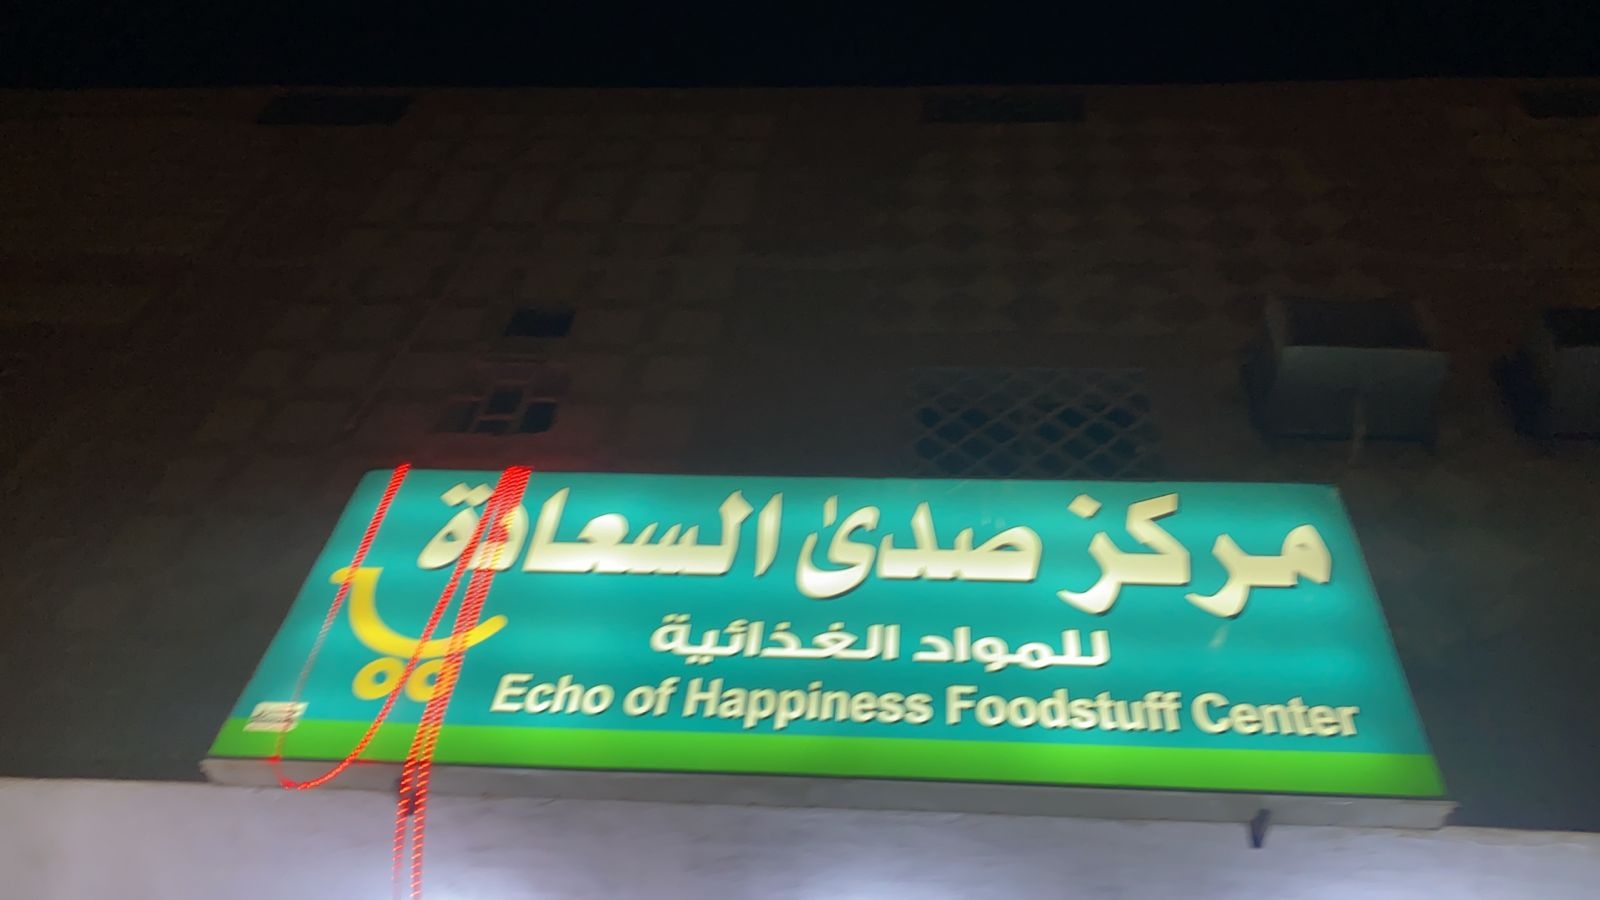 مركز صدى السعادة
للمواد الغذائية
Echo of Happiness Foodstuff Center